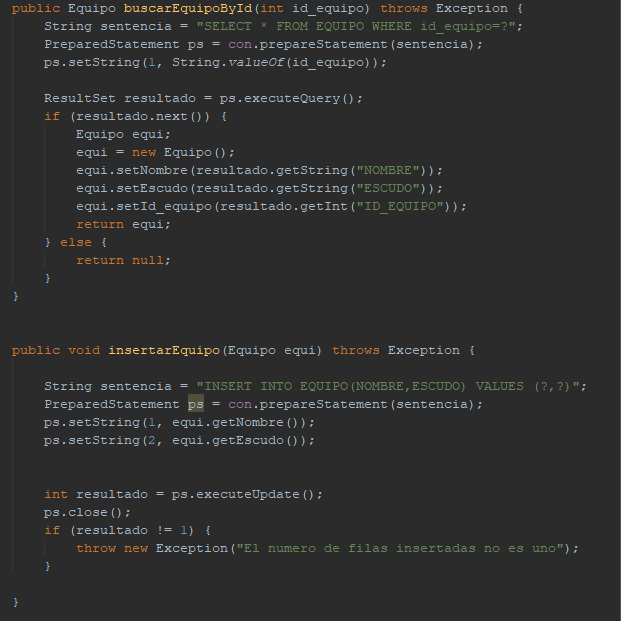 public Equipo buscarEquipoById(int id_equipo) throws Exception {
    String sentencia = "SELECT * FROM EQUIPO WHERE id_equipo=?";
    PreparedStatement ps = con.prepareStatement(sentencia);
    ps.setString(1, String.valueOf(id_equipo));

    ResultSet resultado = ps.executeQuery();
    if (resultado.next()) {
        Equipo equi;
        equi = new Equipo();
        equi.setNombre(resultado.getString("NOMBRE"));
        equi.setEscudo(resultado.getString("ESCUDO"));
        equi.setId_equipo(resultado.getInt("ID_EQUIPO"));
        return equi;
    } else {
        return null;
    }
}

public void insertarEquipo(Equipo equi) throws Exception {

    String sentencia = "INSERT INTO EQUIPO(NOMBRE,ESCUDO) VALUES (?,?)";
    PreparedStatement ps = con.prepareStatement(sentencia);
    ps.setString(1, equi.getNombre());
    ps.setString(2, equi.getEscudo());

    int resultado = ps.executeUpdate();
    ps.close();
    if (resultado != 1) {
        throw new Exception("El numero de filas insertadas no es uno");
    }

}